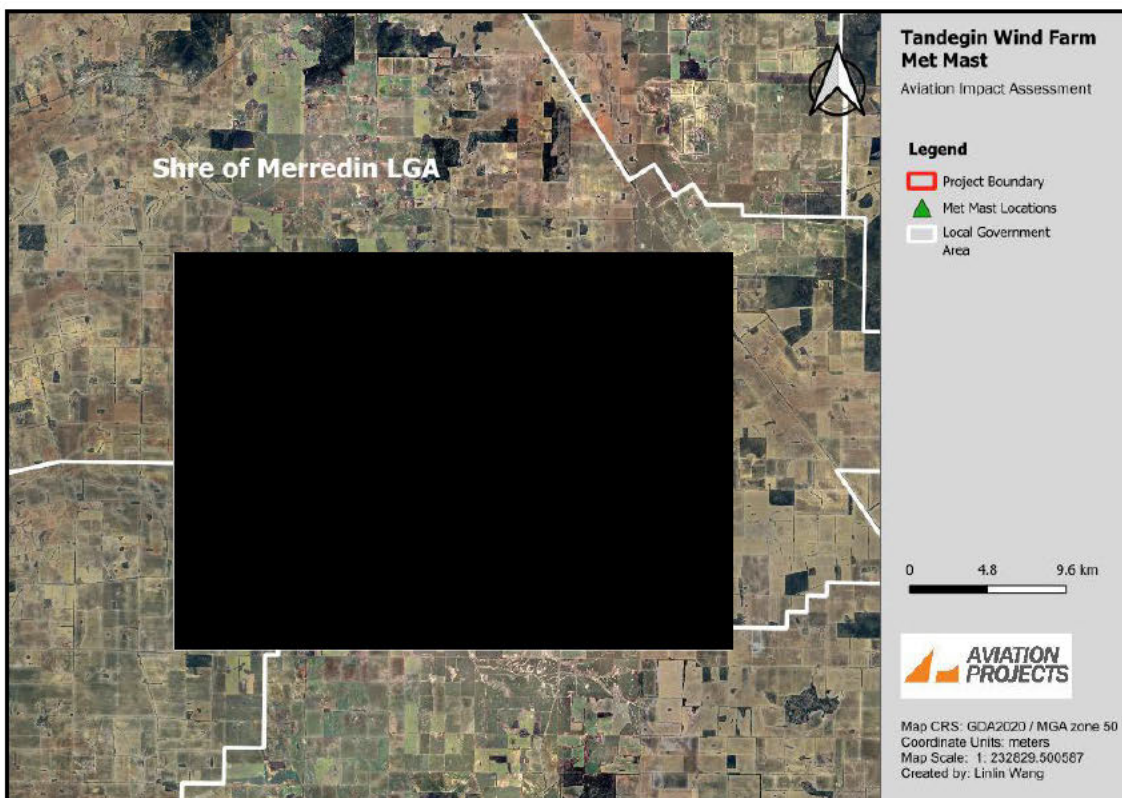 Shre of Merredin LGA
Tandegin Wind Farm
Met Mast
Aviation Impact Assessment
Legend
Project Boundary
Met Mast Locations
Local Government
Area
0 4.8 9.6 km
AVIATION
PROJECTS
Map CRS: GDA2020 / MGA zone 50
Coordinate Units: meters
Map Scale: 1: 232829.500587
Created by: Linlin Wang